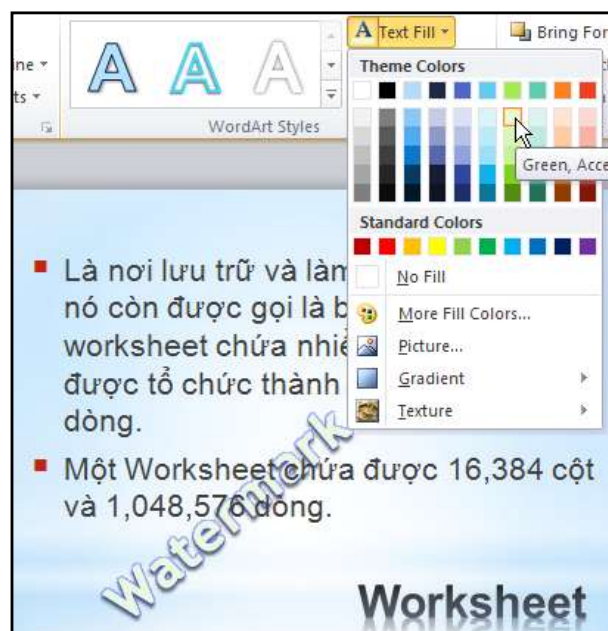 A Text Fill
Bring For
ine
ts
A A A
WordArt Styles
Theme Colors
Green, Acce
Standard Colors
No Fill
More Fill Colors...
Picture...
Gradient
Texture
Là nơi lưu trữ và làm
nó còn được gọi là b
worksheet chứa nhiề
được tổ chức thành
dòng.
Một Worksheet chứa được 16,384 cột
và 1,048,576 dòng.
Watermark
Worksheet